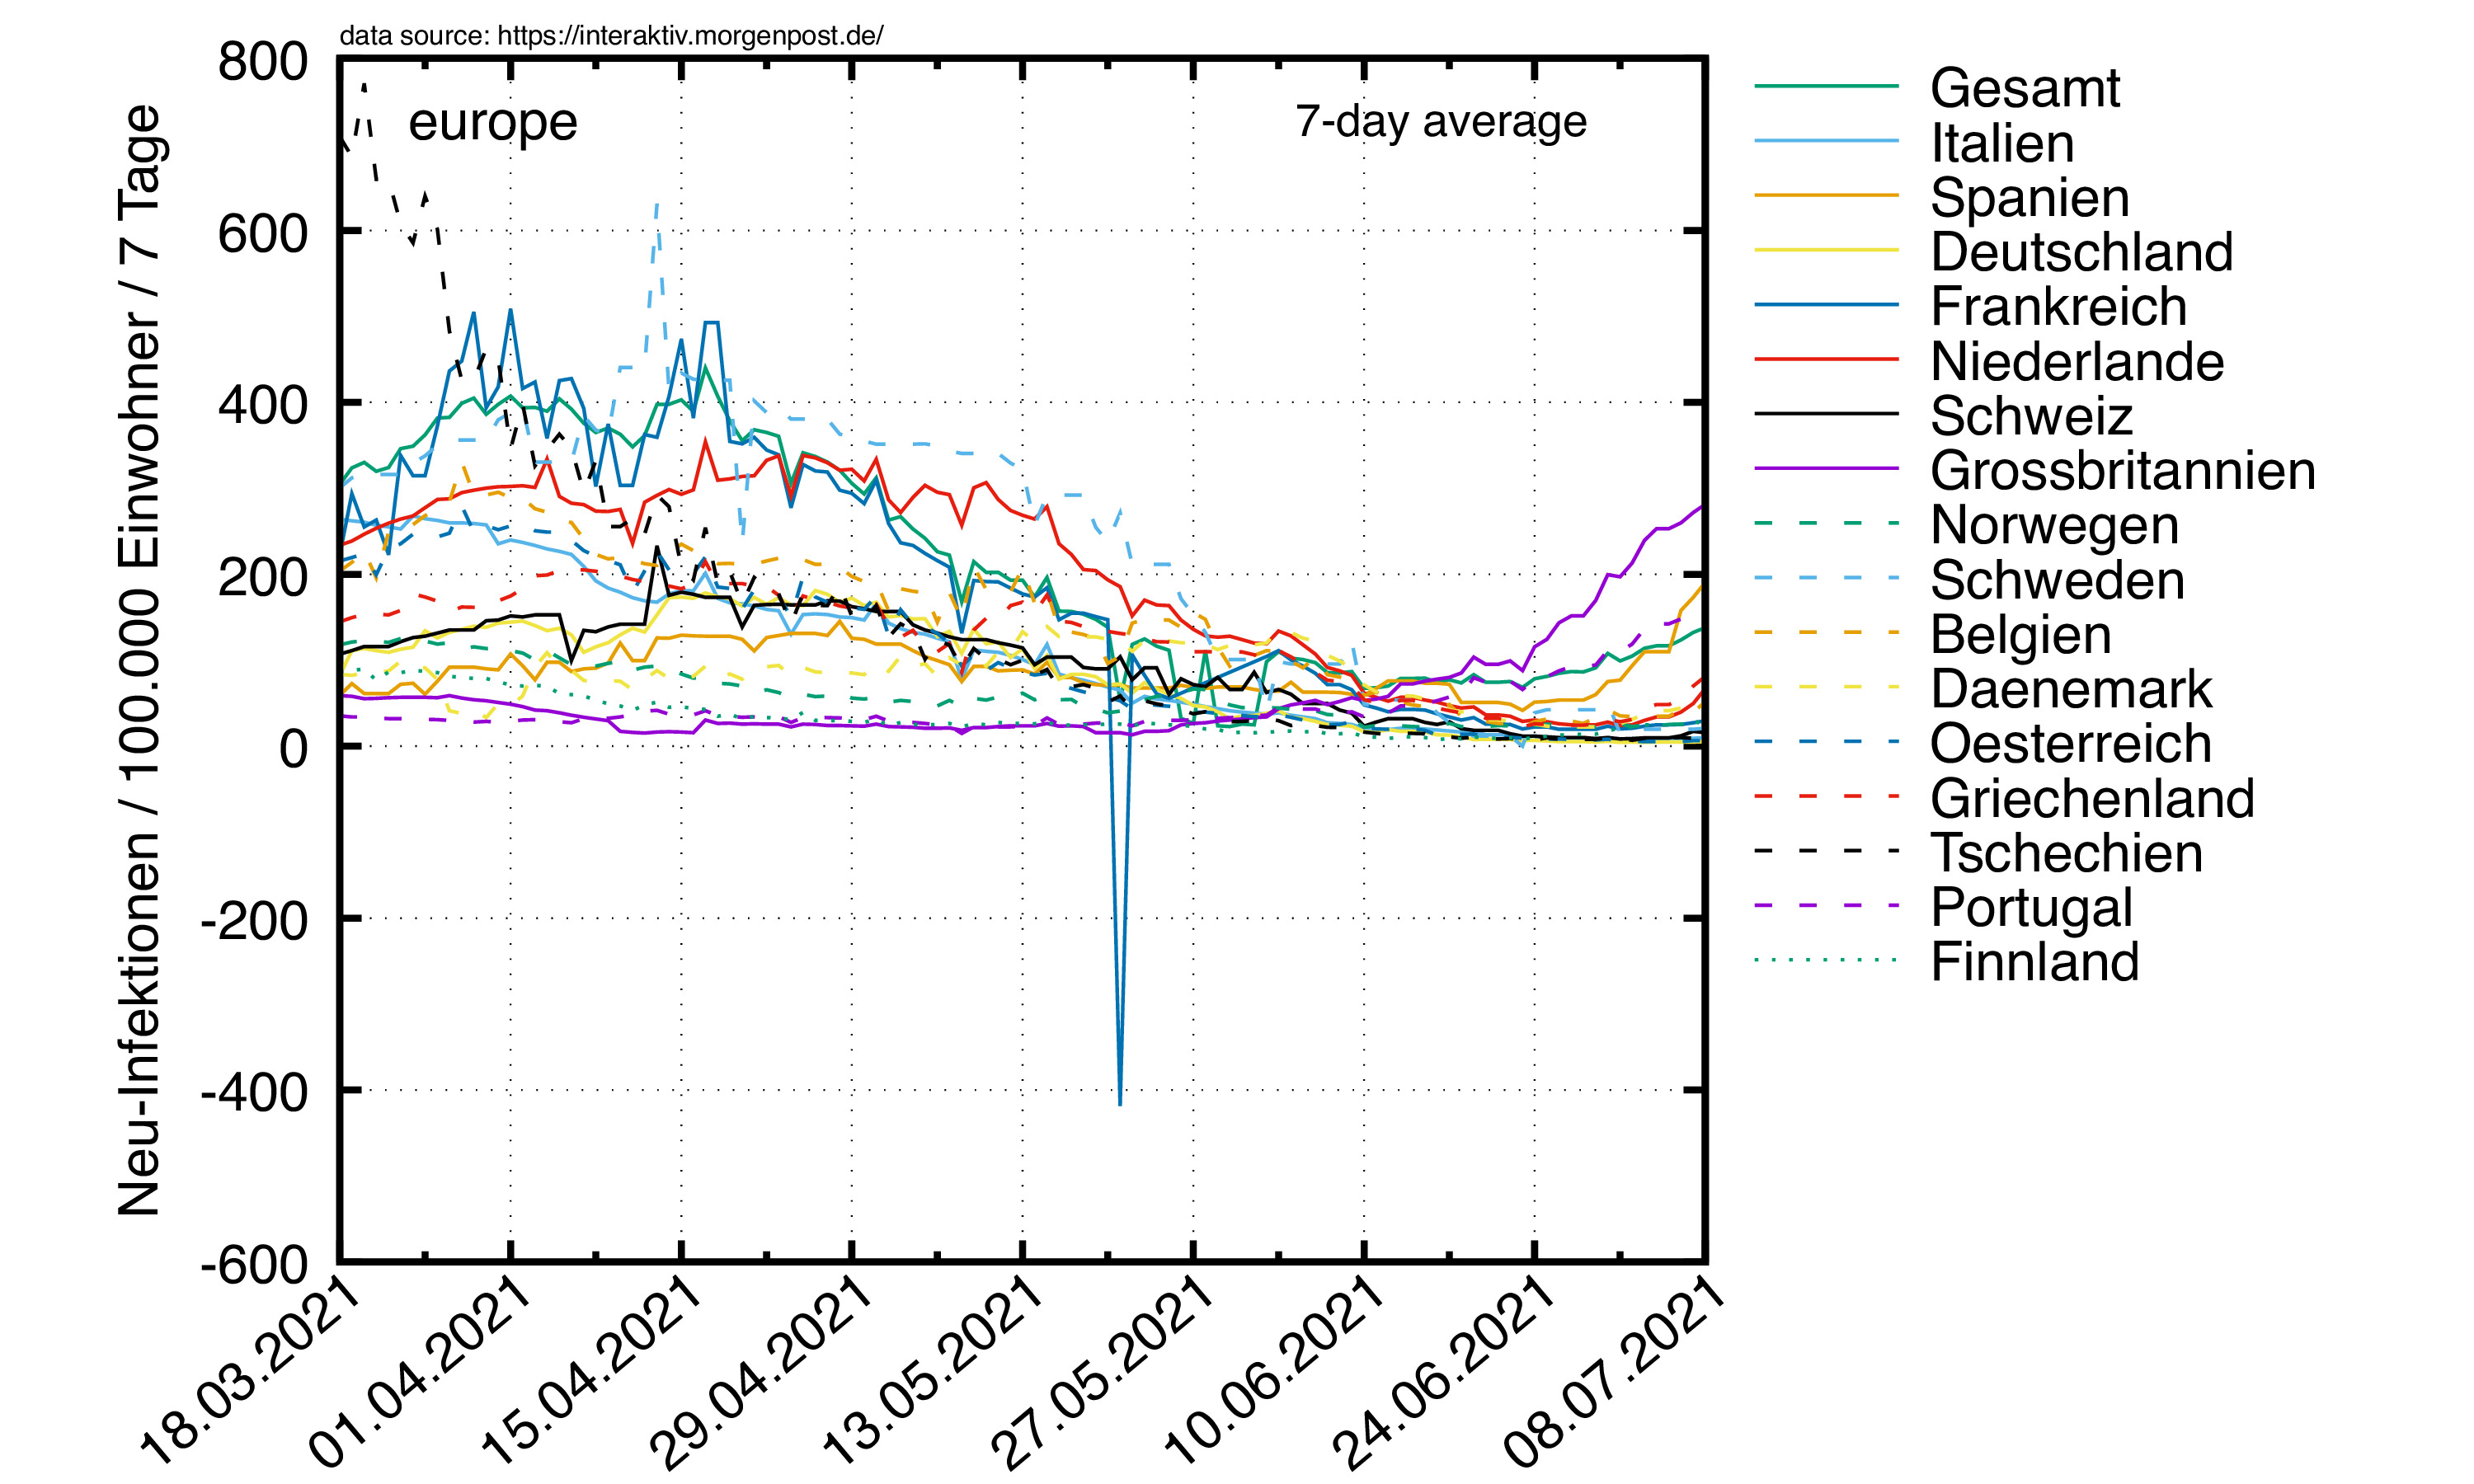 data source: https://interaktiv.morgenpost.de/
europe
7-day average
Neu-Infektionen / 100.000 Einwohner / 7 Tage
800
600
400
200
0
-200
-400
-600
18.03.2021
01.04.2021
15.04.2021
29.04.2021
13.05.2021
27.05.2021
10.06.2021
24.06.2021
08.07.2021
Gesamt
Italien
Spanien
Deutschland
Frankreich
Niederlande
Schweiz
Grossbritannien
Norwegen
Schweden
Belgien
Daenemark
Oesterreich
Griechenland
Tschechien
Portugal
Finnland